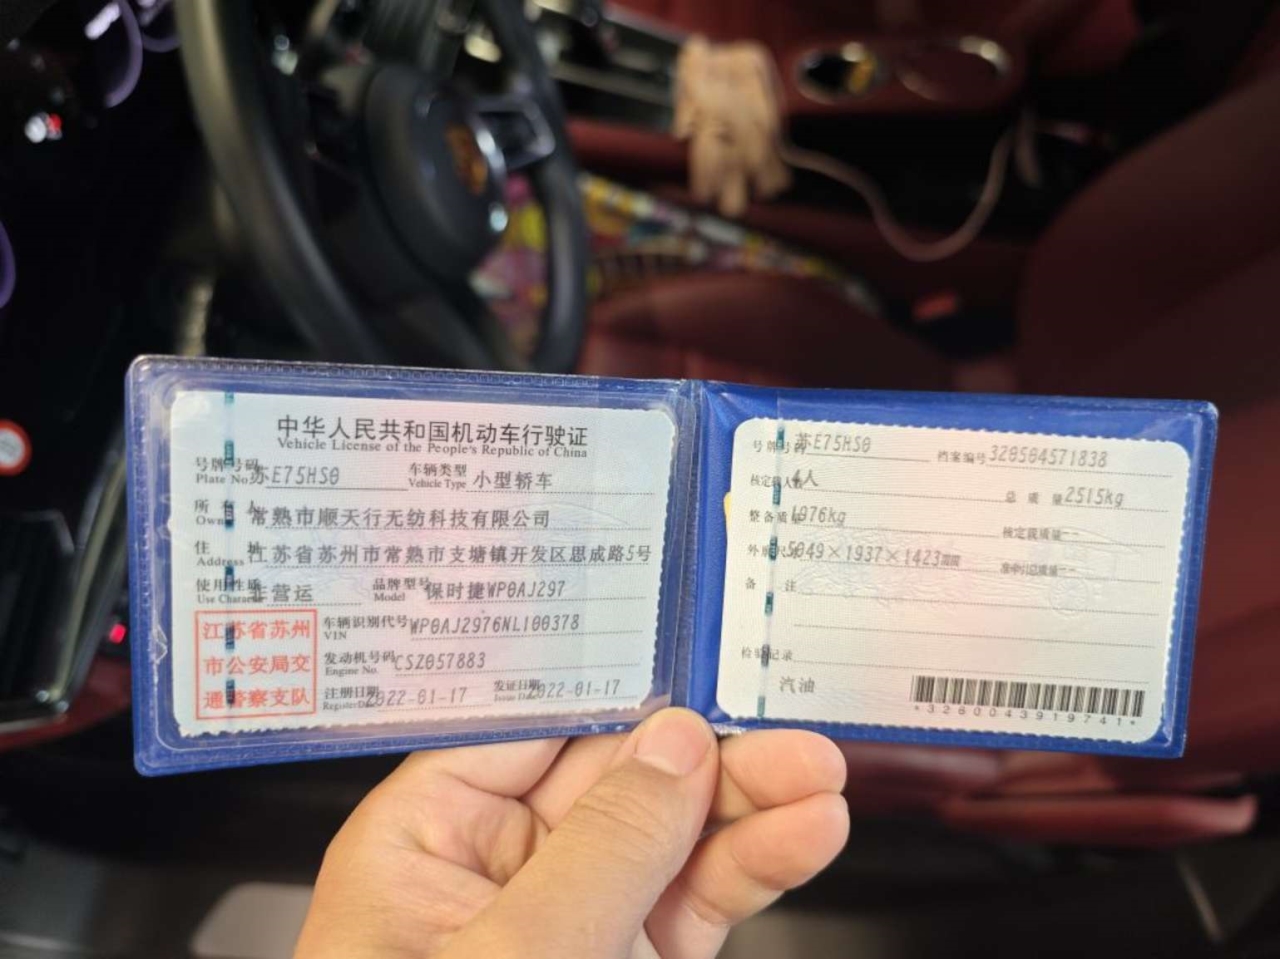 中华人民共和国机动车行驶证
Vehicle License of the People's Republic of China
号牌号码 苏E75HS0 车辆类型 小型轿车
Plate No. Vehicle Type
所有人 常熟市顺天行无纺科技有限公司
Owner
住址 江苏省苏州市常熟市支塘镇开发区思成路5号
Address
使用性质 非营运 品牌型号 保时捷WP0AJ297
Use Character Model
江苏省苏州
市公安局交
通警察支队
车辆识别代号 WP0AJ2976NL100378
VIN
发动机号码 CSZ057883
Engine No.
注册日期 2022-01-17 发证日期 2022-01-17
Register Date Issue Date
号牌号码 苏E75HS0 档案编号 320504571838
核定载人数 4人 总质量 2515kg
整备质量 1976kg 核定载质量 --
外廓尺寸 5049×1937×1423mm 准牵引总质量 --
备注
检验记录
汽油
*3260043919741*